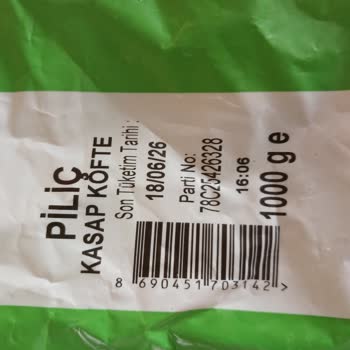 PİLİÇ
KASAP KÖFTE
Son Tüketim Tarihi :
18/06/26
Parti No:
78C25426328
16:06
1000 g e
8 690451 703142 >